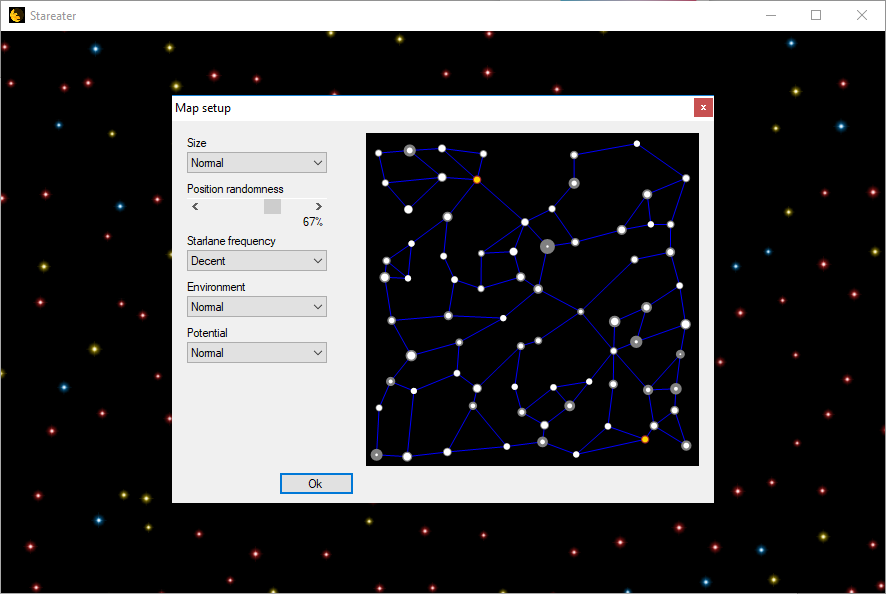 Stareater
Map setup
x
Size
Normal
Position randomness
67%
Starlane frequency
Decent
Environment
Normal
Potential
Normal
Ok